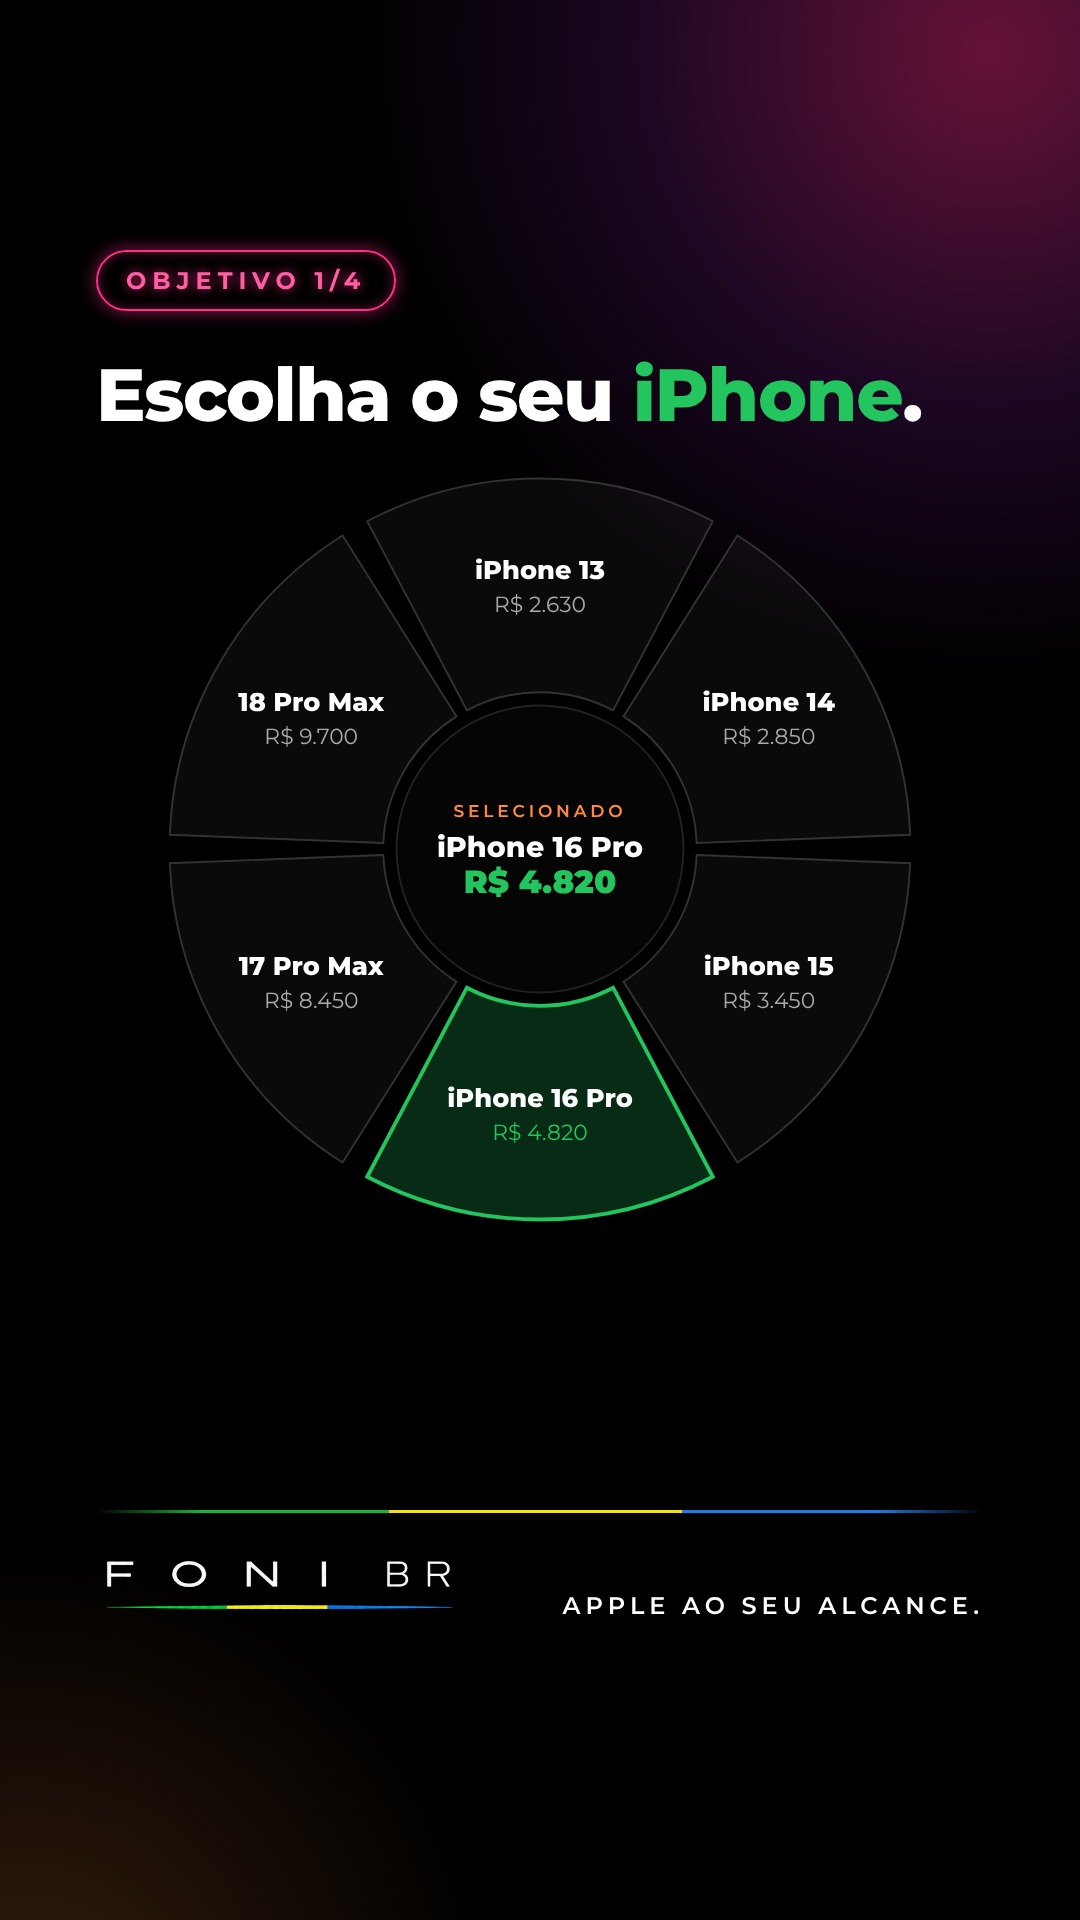 OBJETIVO 1/4
Escolha o seu iPhone.
iPhone 13
R$ 2.630
18 Pro Max
R$ 9.700
iPhone 14
R$ 2.850
SELECIONADO
iPhone 16 Pro
R$ 4.820
17 Pro Max
R$ 8.450
iPhone 15
R$ 3.450
iPhone 16 Pro
R$ 4.820
FONI BR
APPLE AO SEU ALCANCE.